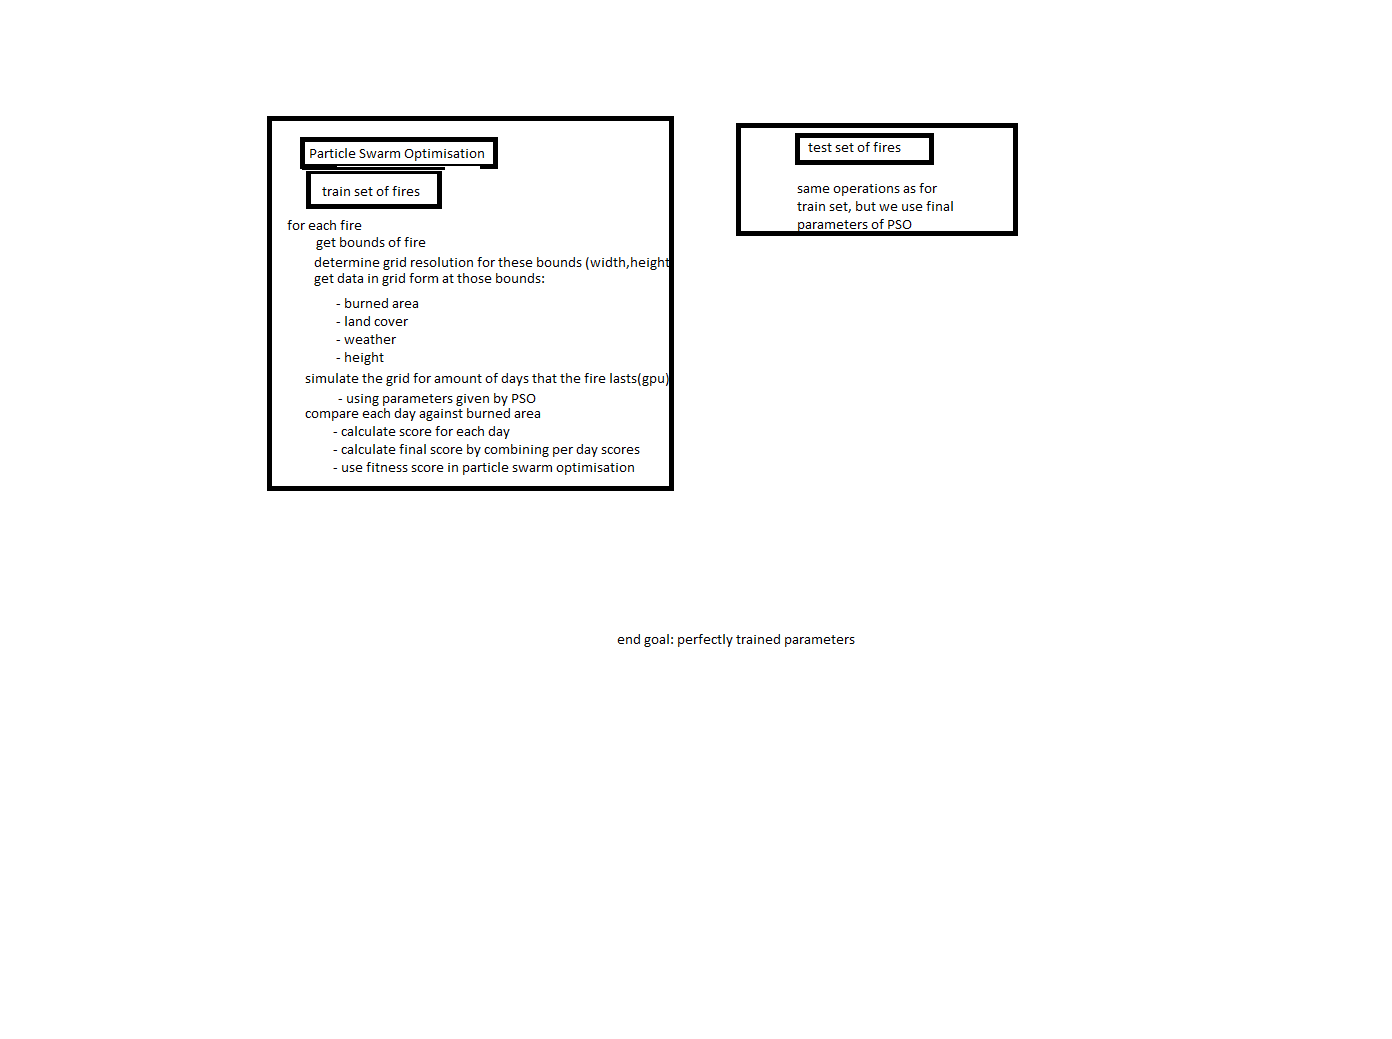 Particle Swarm Optimisation
train set of fires
for each fire
get bounds of fire
determine grid resolution for these bounds (width,height
get data in grid form at those bounds:
- burned area
- land cover
- weather
- height
simulate the grid for amount of days that the fire lasts(gpu)
- using parameters given by PSO
compare each day against burned area
- calculate score for each day
- calculate final score by combining per day scores
- use fitness score in particle swarm optimisation
test set of fires
same operations as for
train set, but we use final
parameters of PSO
end goal: perfectly trained parameters